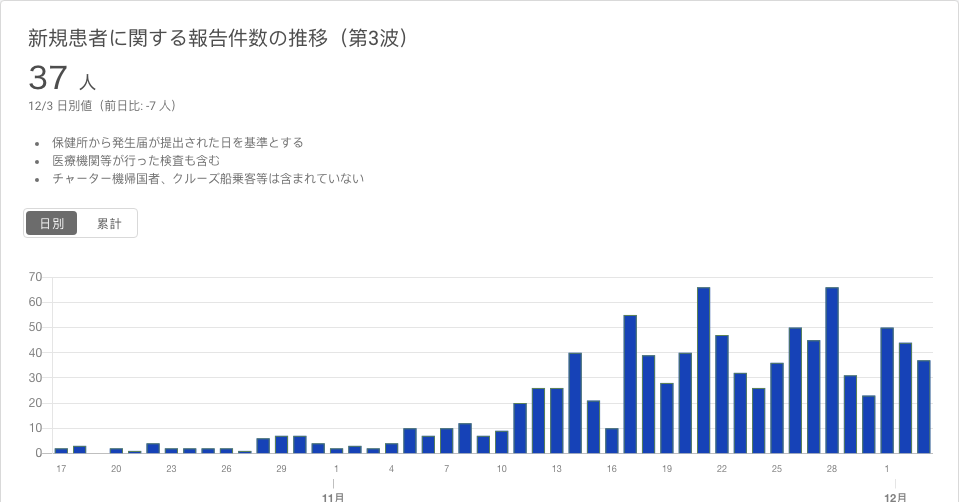 新規患者に関する報告件数の推移（第3波）
37 人
12/3 日別値（前日比: -7 人）
保健所から発生届が提出された日を基準とする
医療機関等が行った検査も含む
チャーター機帰国者、クルーズ船乗客等は含まれていない
日別 累計
70
60
50
40
30
20
10
0
17 20 23 26 29 1 4 7 10 13 16 19 22 25 28 1
11月 12月